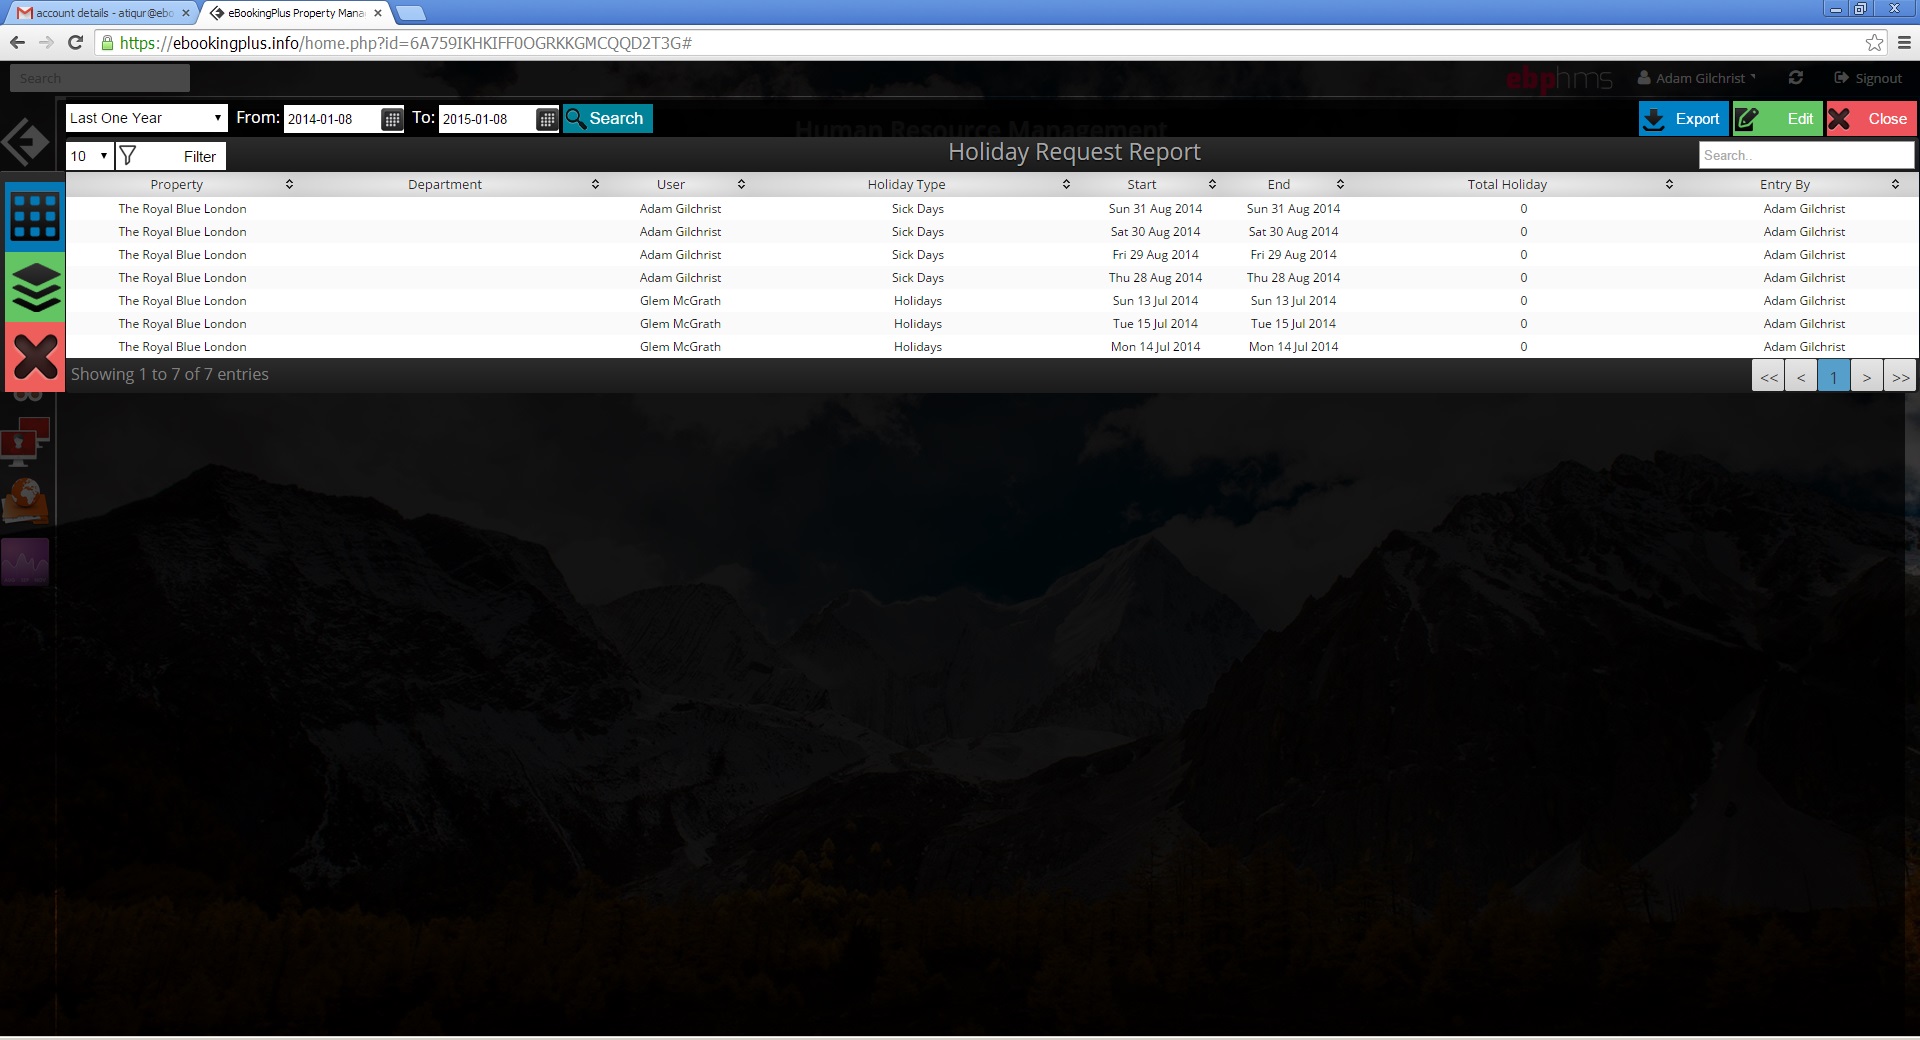 account details - atiqur@ebo
eBookingPlus Property Mana
https://ebookingplus.info/home.php?id=6A759IKHKIFF0OGRKKGMCQQD2T3G#
Search
ebphms
Adam Gilchrist
Signout
Last One Year From: 2014-01-08 To: 2015-01-08 Search
Human Resource Management
Export Edit Close
10 Filter
Holiday Request Report
Search..
Property Department User Holiday Type Start End Total Holiday Entry By
The Royal Blue London Adam Gilchrist Sick Days Sun 31 Aug 2014 Sun 31 Aug 2014 0 Adam Gilchrist
The Royal Blue London Adam Gilchrist Sick Days Sat 30 Aug 2014 Sat 30 Aug 2014 0 Adam Gilchrist
The Royal Blue London Adam Gilchrist Sick Days Fri 29 Aug 2014 Fri 29 Aug 2014 0 Adam Gilchrist
The Royal Blue London Adam Gilchrist Sick Days Thu 28 Aug 2014 Thu 28 Aug 2014 0 Adam Gilchrist
The Royal Blue London Glem McGrath Holidays Sun 13 Jul 2014 Sun 13 Jul 2014 0 Adam Gilchrist
The Royal Blue London Glem McGrath Holidays Tue 15 Jul 2014 Tue 15 Jul 2014 0 Adam Gilchrist
The Royal Blue London Glem McGrath Holidays Mon 14 Jul 2014 Mon 14 Jul 2014 0 Adam Gilchrist
Showing 1 to 7 of 7 entries
<< < 1 > >>